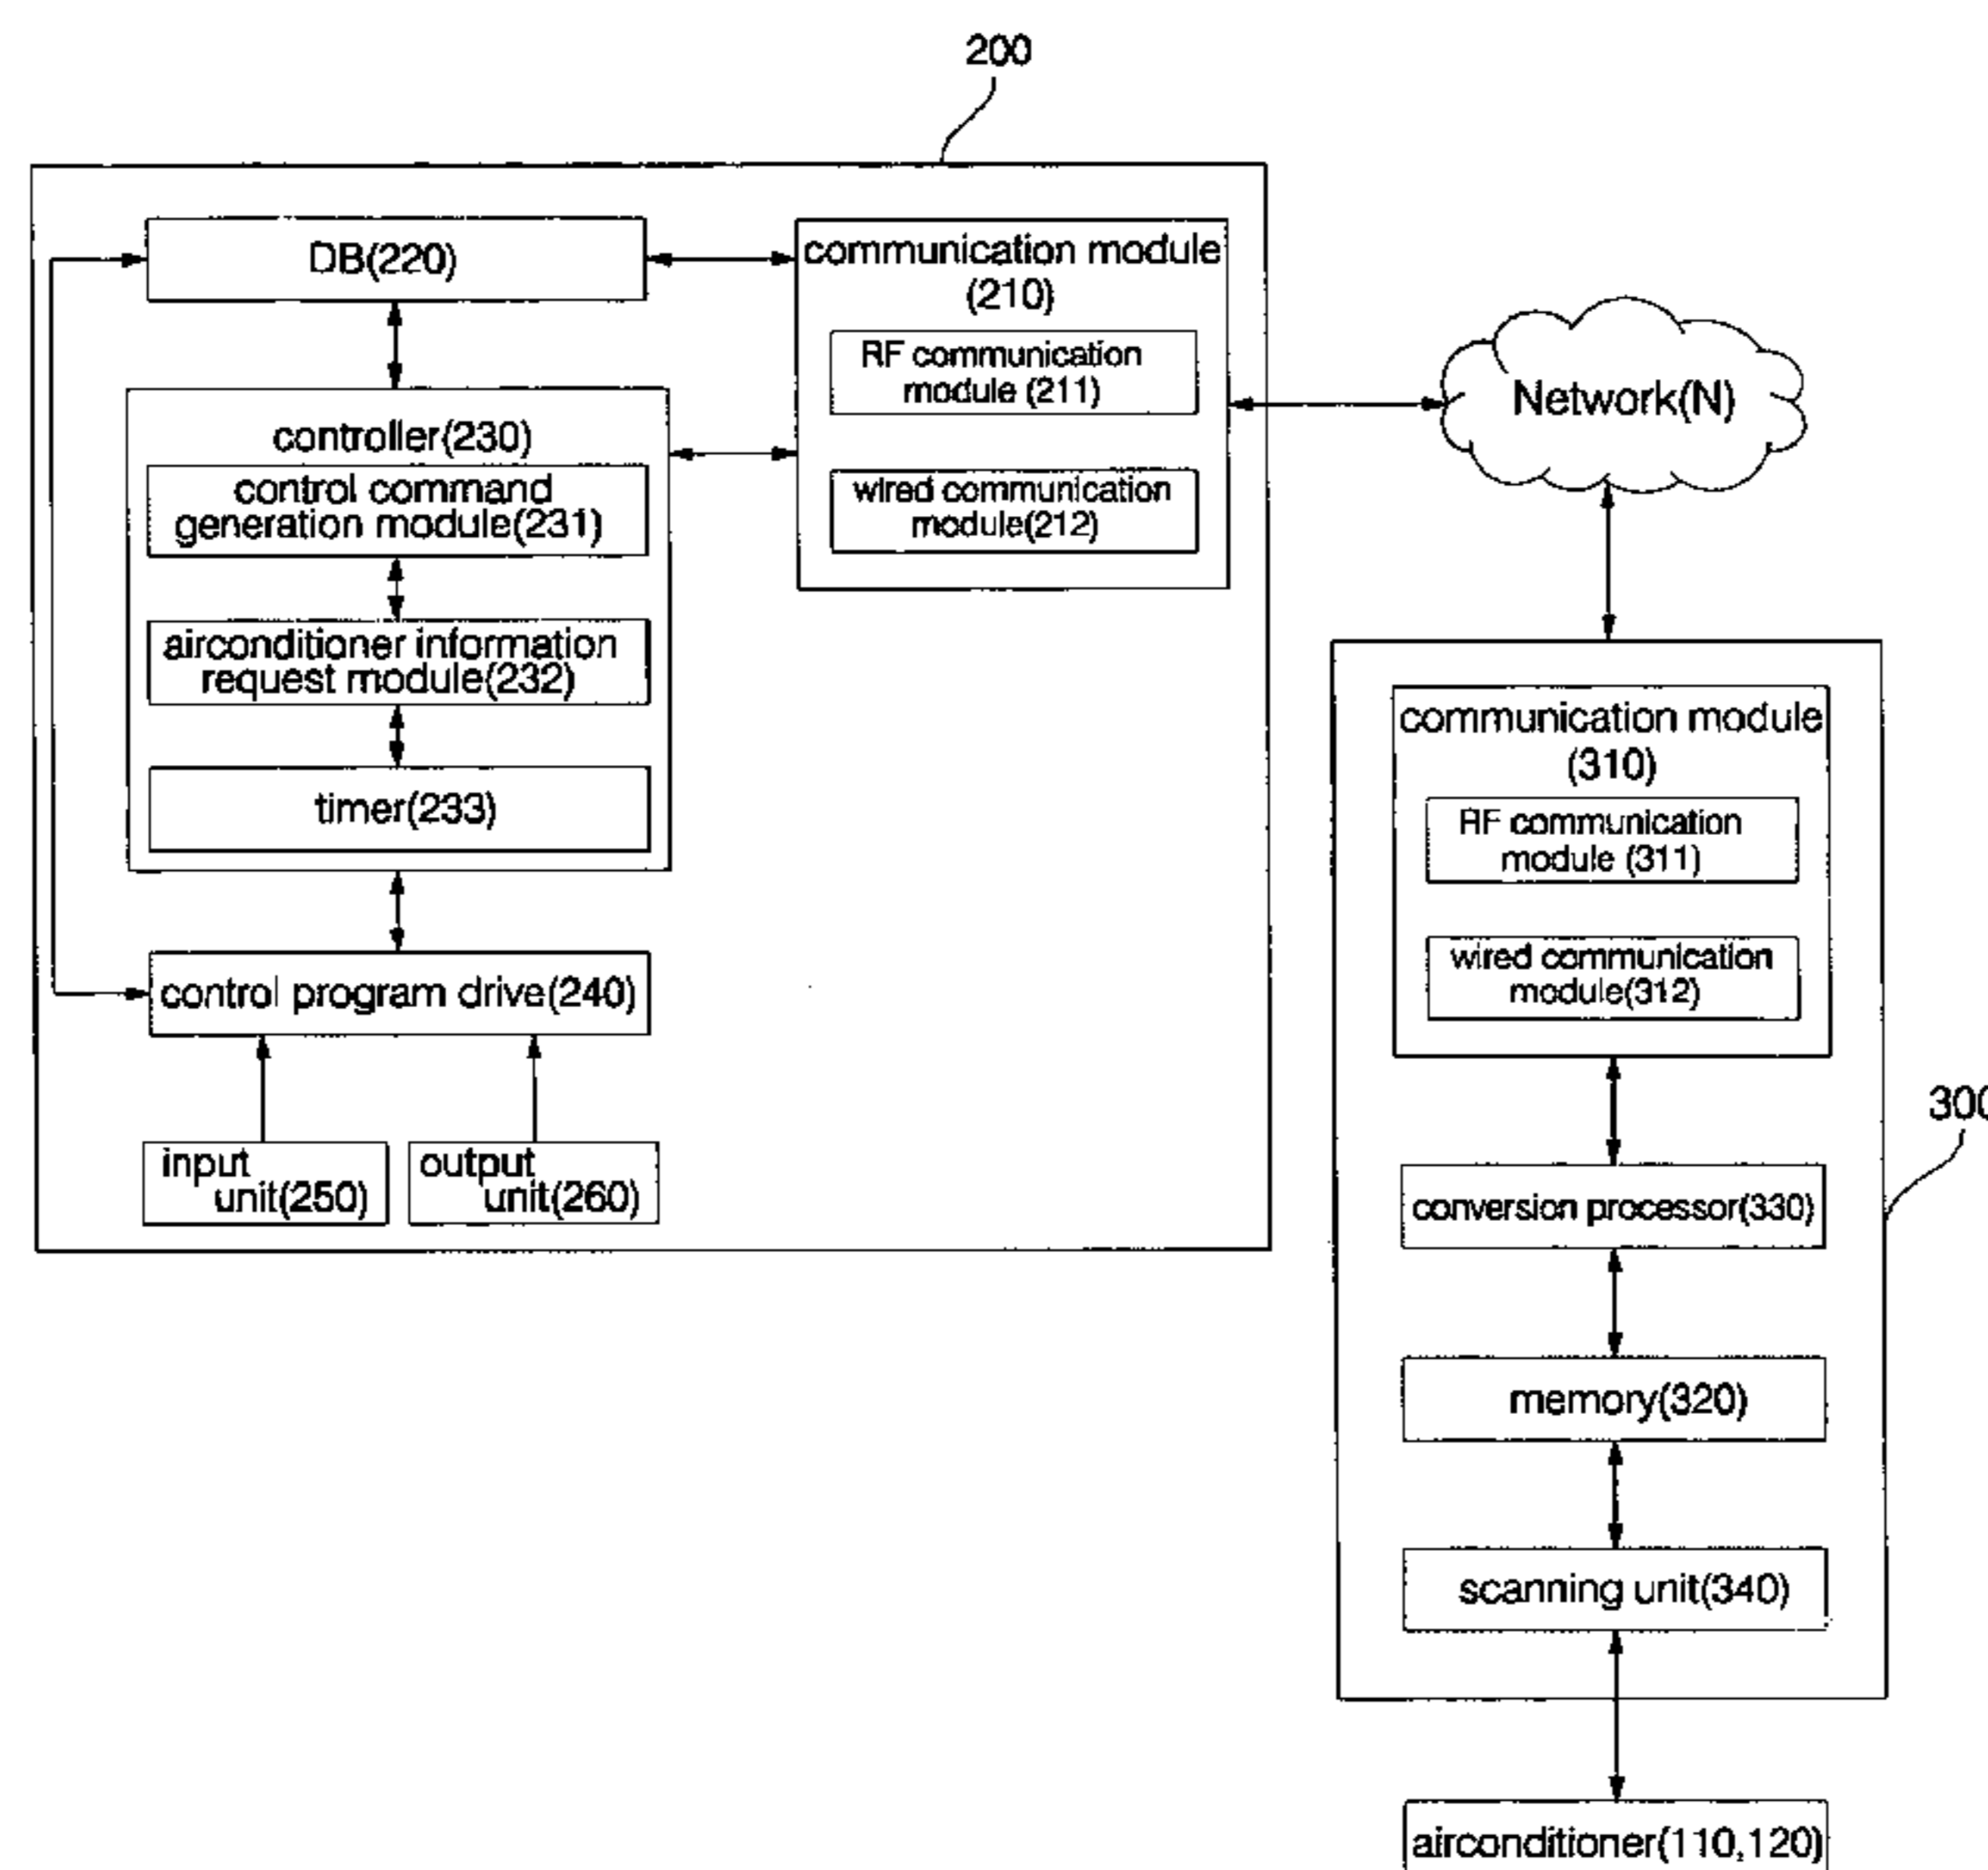 200
DB(220)
communication module
(210)
RF communication
module (211)
wired communication
module(212)
Network(N)
controller(230)
control command
generation module(231)
airconditioner information
request module(232)
timer(233)
control program drive(240)
input
unit(250)
output
unit(260)
communication module
(310)
RF communication
module (311)
wired communication
module(312)
300
conversion processor(330)
memory(320)
scanning unit(340)
airconditioner(110,120)